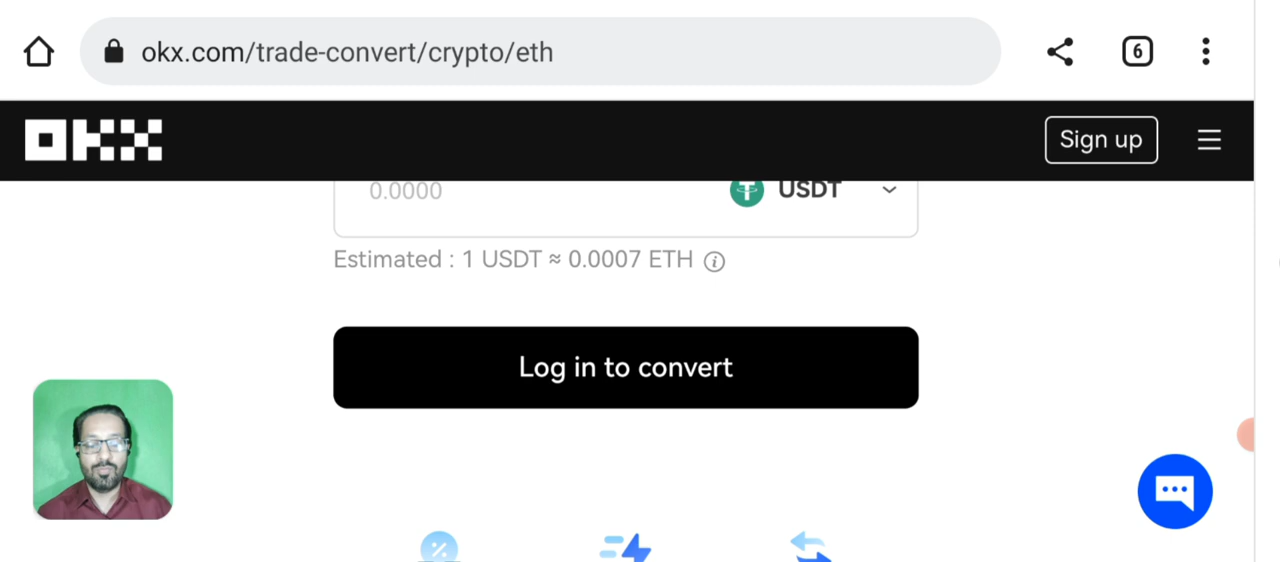 okx.com/trade-convert/crypto/eth
6
OKX
Sign up
0.0000
USDT
Estimated : 1 USDT ≈ 0.0007 ETH
Log in to convert